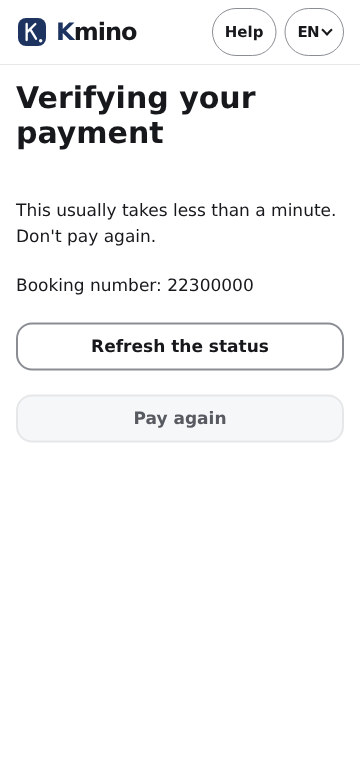 K. Kmino
Help
EN
Verifying your
payment
This usually takes less than a minute.
Don't pay again.
Booking number: 22300000
Refresh the status
Pay again